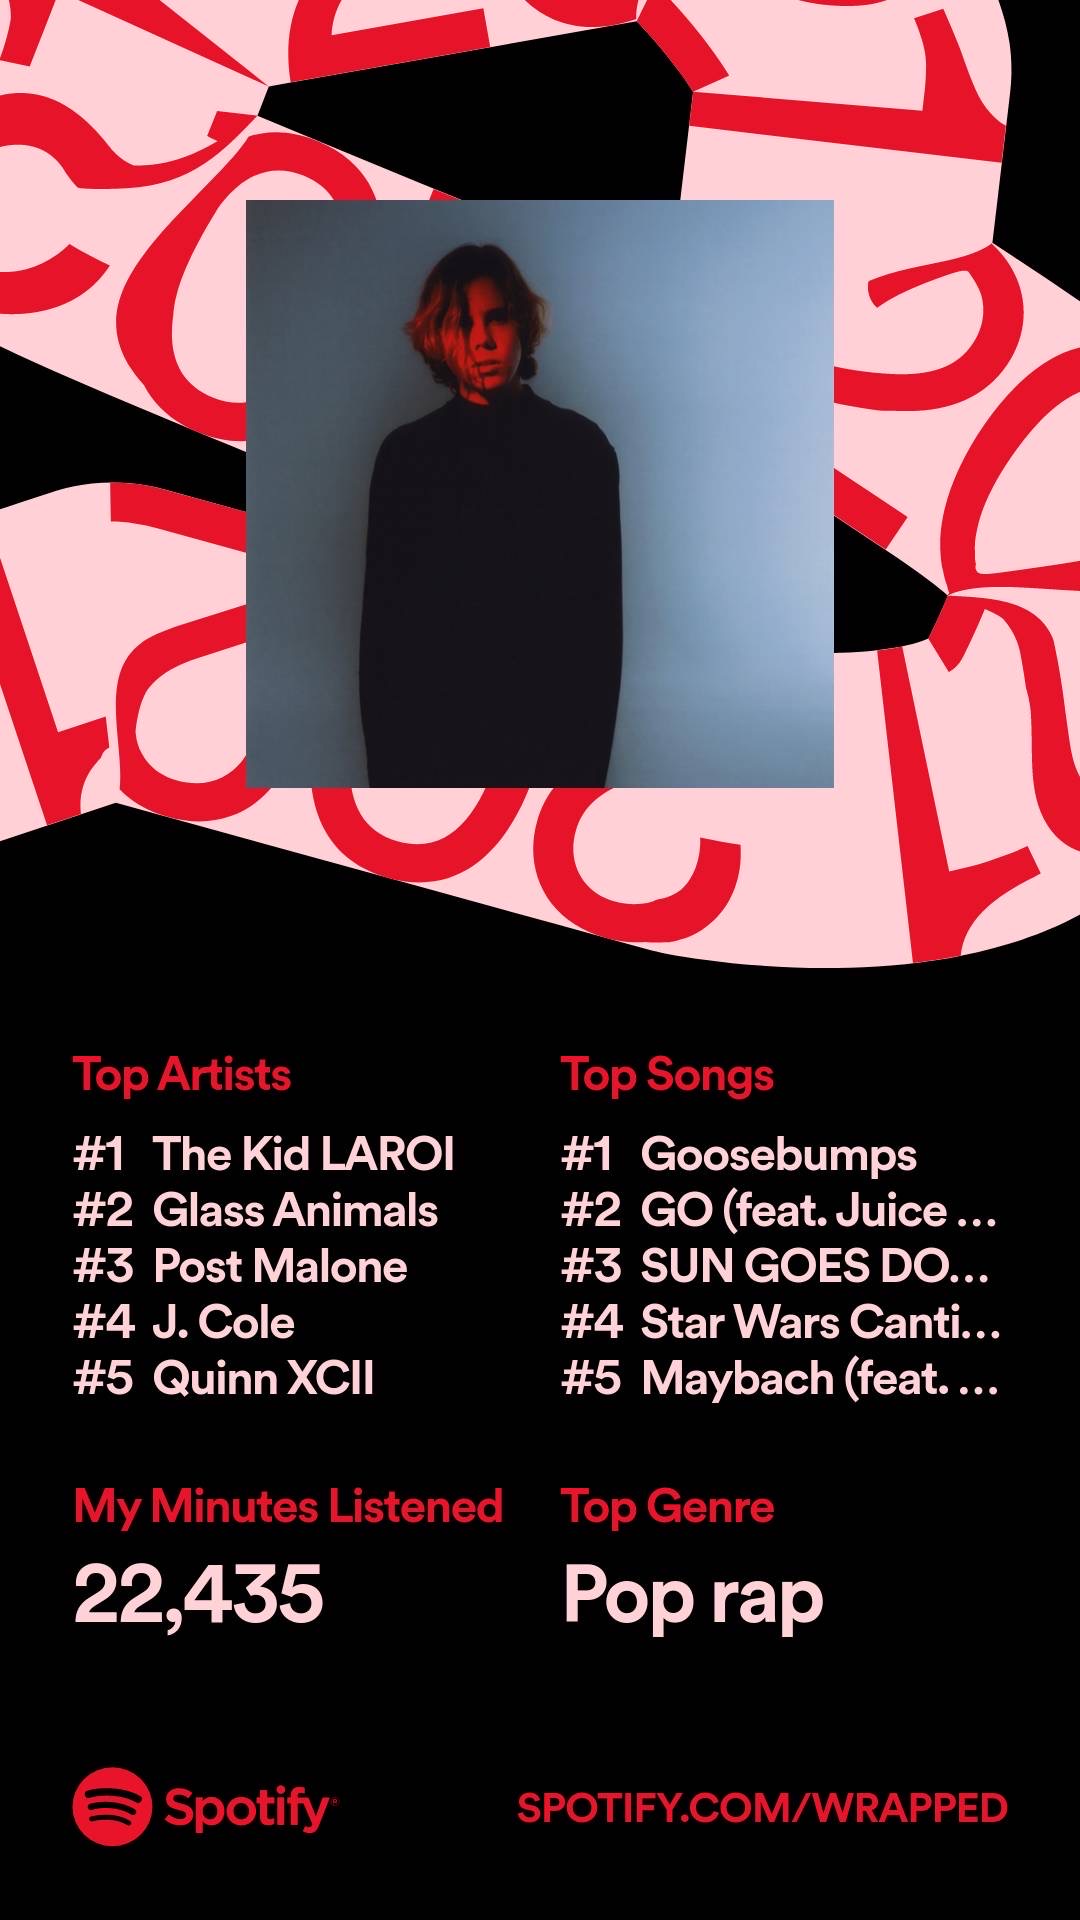 Top Artists
#1 The Kid LAROI
#2 Glass Animals
#3 Post Malone
#4 J. Cole
#5 Quinn XCII
Top Songs
#1 Goosebumps
#2 GO (feat. Juice ...
#3 SUN GOES DO...
#4 Star Wars Canti...
#5 Maybach (feat. ...
My Minutes Listened
22,435
Top Genre
Pop rap
Spotify
SPOTIFY.COM/WRAPPED